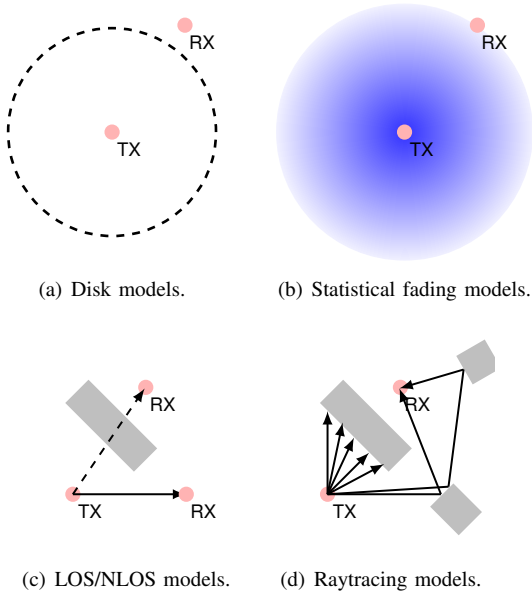 RX
TX
(a) Disk models.
RX
TX
(b) Statistical fading models.
RX
TX
RX
(c) LOS/NLOS models.
RX
TX
(d) Raytracing models.